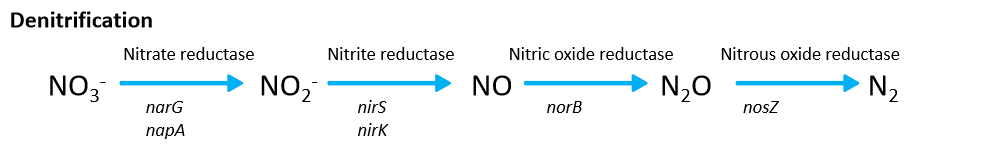 Denitrification
Nitrate reductase Nitrite reductase Nitric oxide reductase Nitrous oxide reductase
NO₃⁻ NO₂⁻ NO N₂O N₂
narG nirS norB nosZ
napA nirK